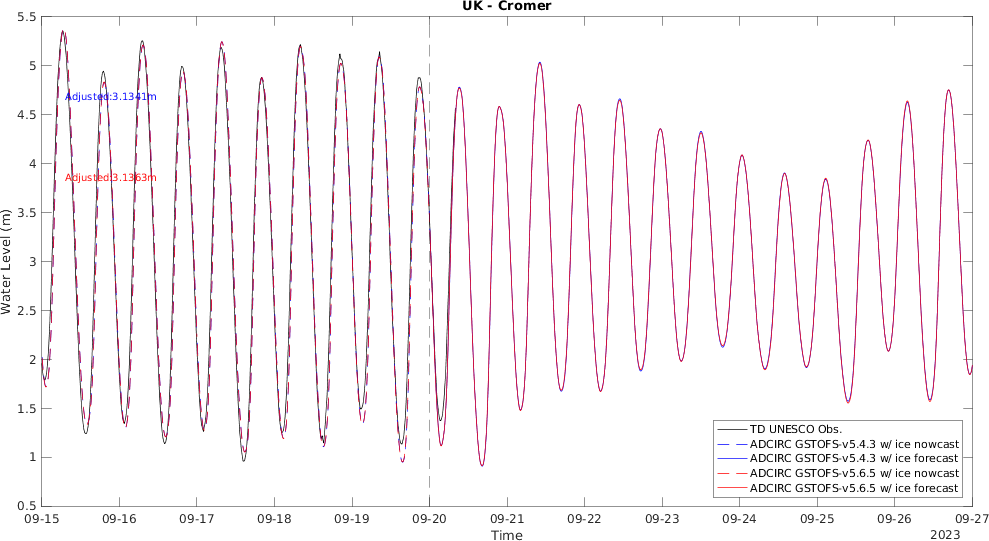 UK - Cromer
5.5
5
4.5
4
3.5
3
2.5
2
1.5
1
0.5
Water Level (m)
Adjusted:3.1341m
Adjusted:3.1363m
TD UNESCO Obs.
ADCIRC GSTOFS-v5.4.3 w/ ice nowcast
ADCIRC GSTOFS-v5.4.3 w/ ice forecast
ADCIRC GSTOFS-v5.6.5 w/ ice nowcast
ADCIRC GSTOFS-v5.6.5 w/ ice forecast
09-15 09-16 09-17 09-18 09-19 09-20 09-21 09-22 09-23 09-24 09-25 09-26 09-27
Time
2023